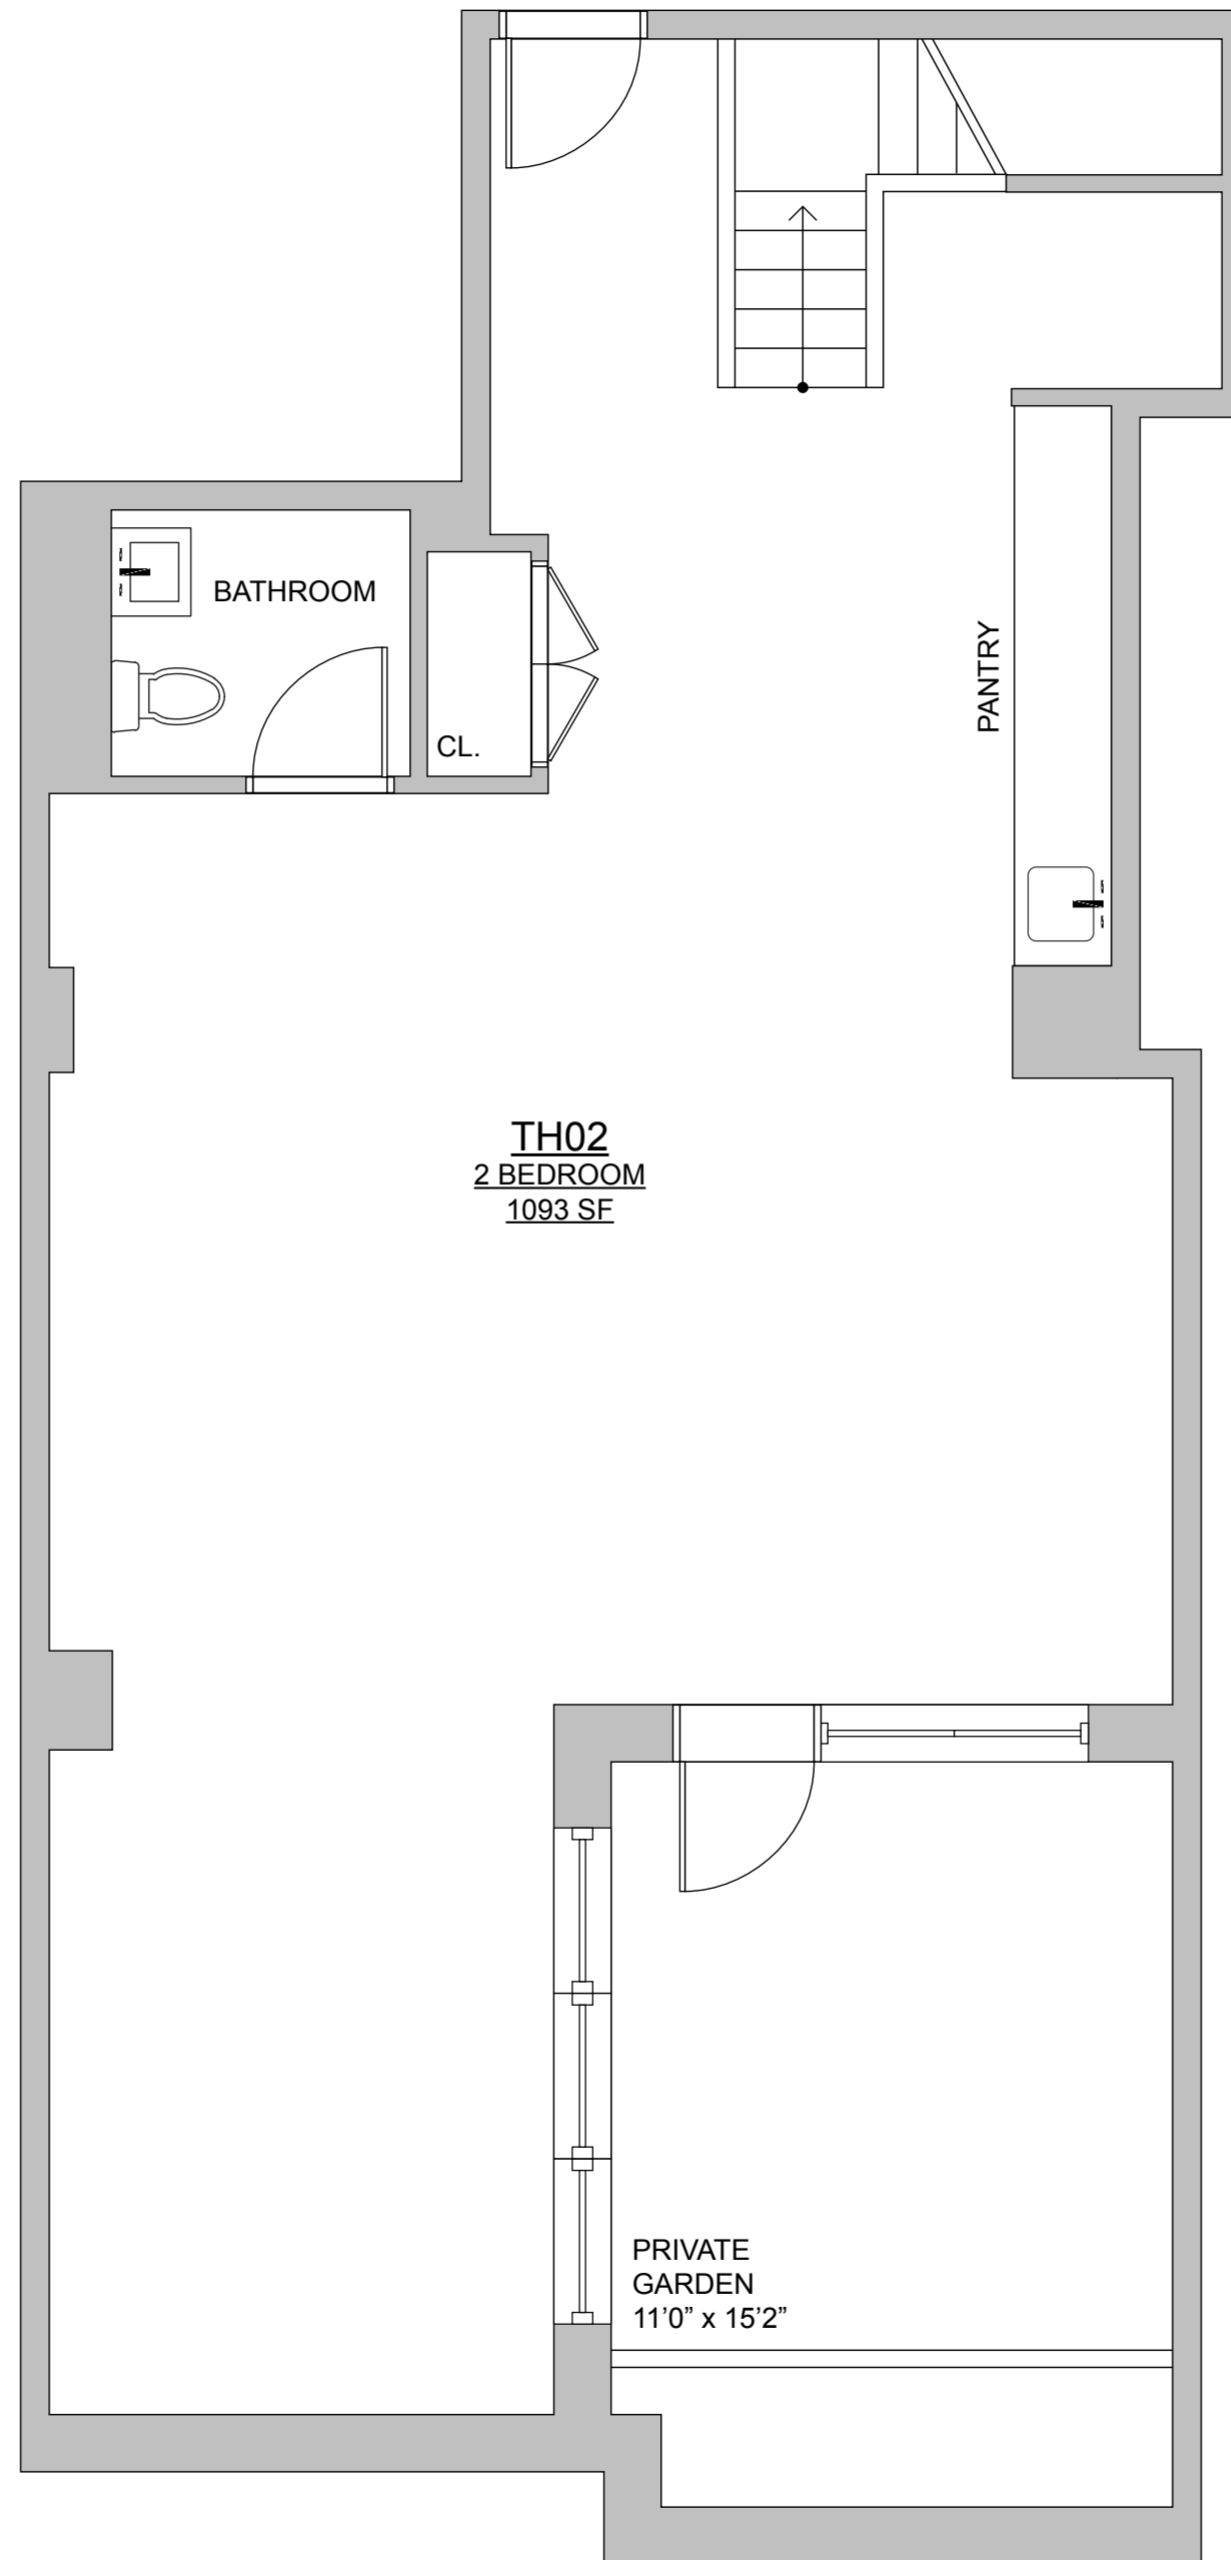 BATHROOM
CL.
PANTRY
TH02
2 BEDROOM
1093 SF
PRIVATE
GARDEN
11’0” x 15’2”